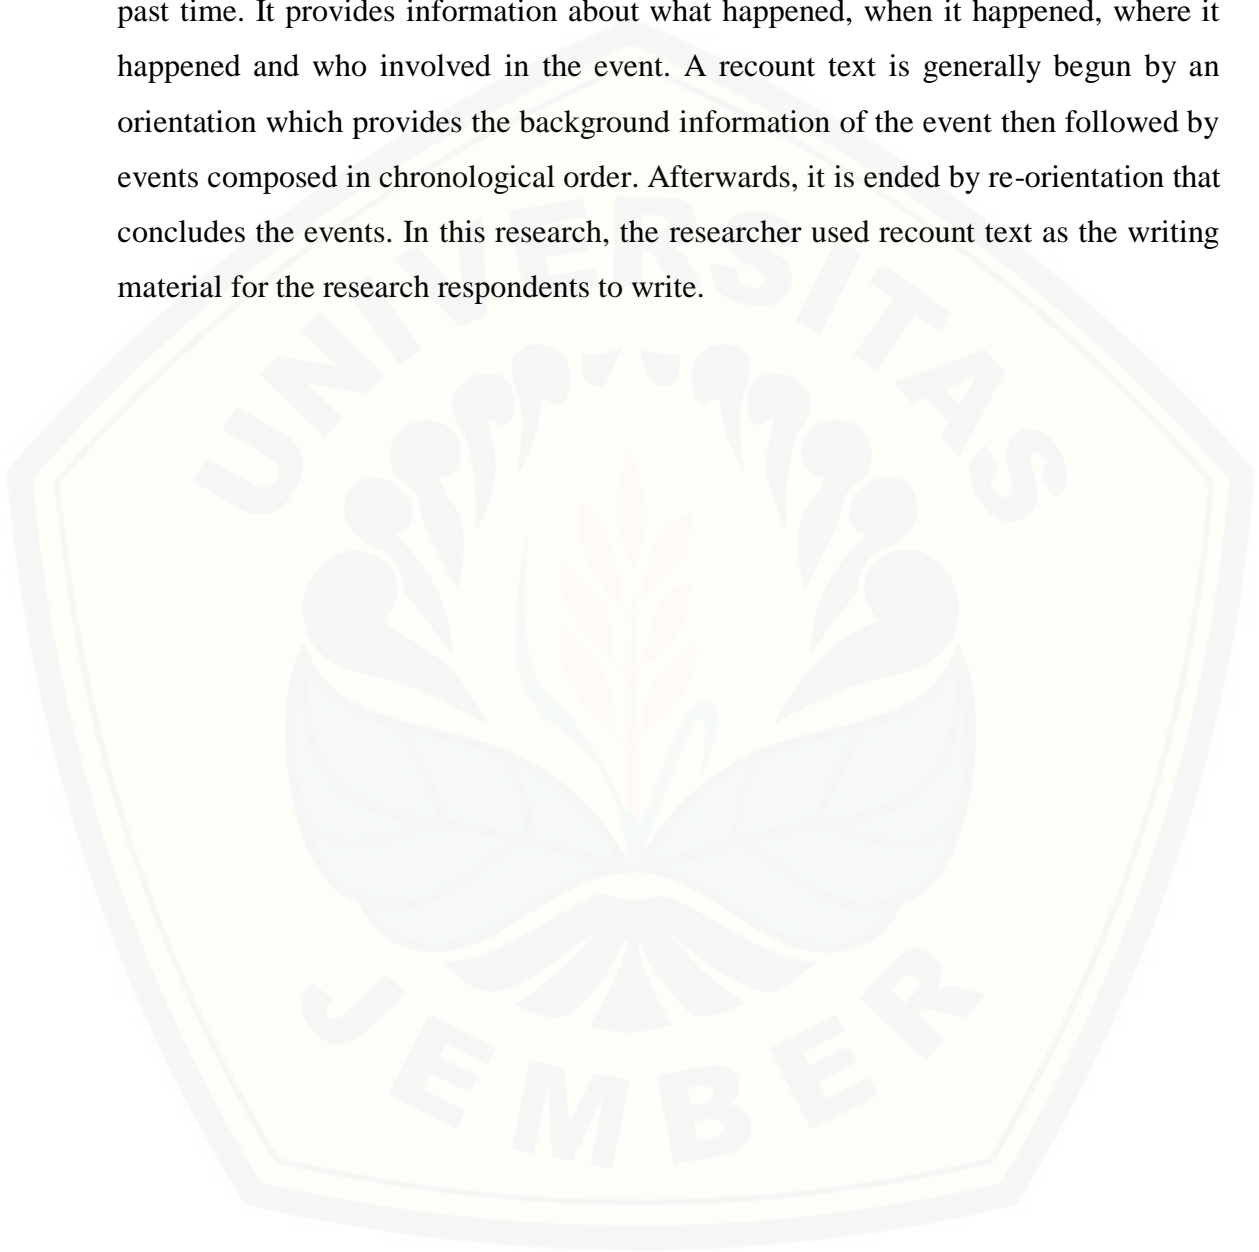 past time. It provides information about what happened, when it happened, where it
happened and who involved in the event. A recount text is generally begun by an
orientation which provides the background information of the event then followed by
events composed in chronological order. Afterwards, it is ended by re-orientation that
concludes the events. In this research, the researcher used recount text as the writing
material for the research respondents to write.
UNIVERSITAS
JEMBER